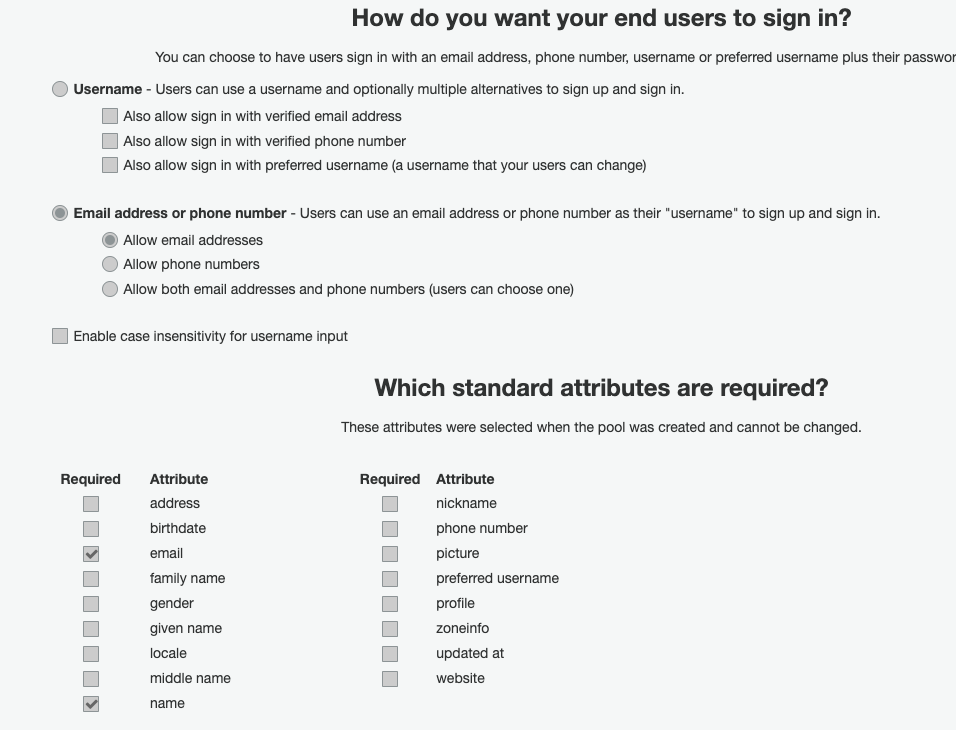 How do you want your end users to sign in?
You can choose to have users sign in with an email address, phone number, username or preferred username plus their
Username - Users can use a username and optionally multiple alternatives to sign up and sign in.
Also allow sign in with verified email address
Also allow sign in with verified phone number
Also allow sign in with preferred username (a username that your users can change)
Email address or phone number - Users can use an email address or phone number as their "username" to sign up and sign in.
Allow email addresses
Allow phone numbers
Allow both email addresses and phone numbers (users can choose one)
Enable case insensitivity for username input
Which standard attributes are required?
These attributes were selected when the pool was created and cannot be changed.
Required Attribute
address
birthdate
email
family name
gender
given name
locale
middle name
name
Required Attribute
nickname
phone number
picture
preferred username
profile
zoneinfo
updated at
website